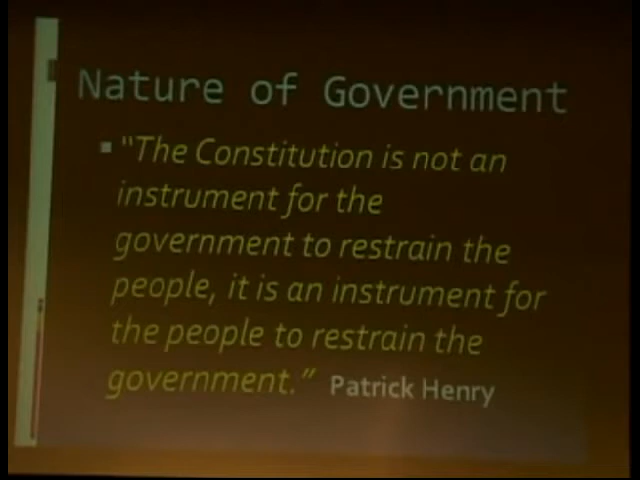 Nature of Government
▪ "The Constitution is not an
instrument for the
government to restrain the
people, it is an instrument for
the people to restrain the
government." Patrick Henry